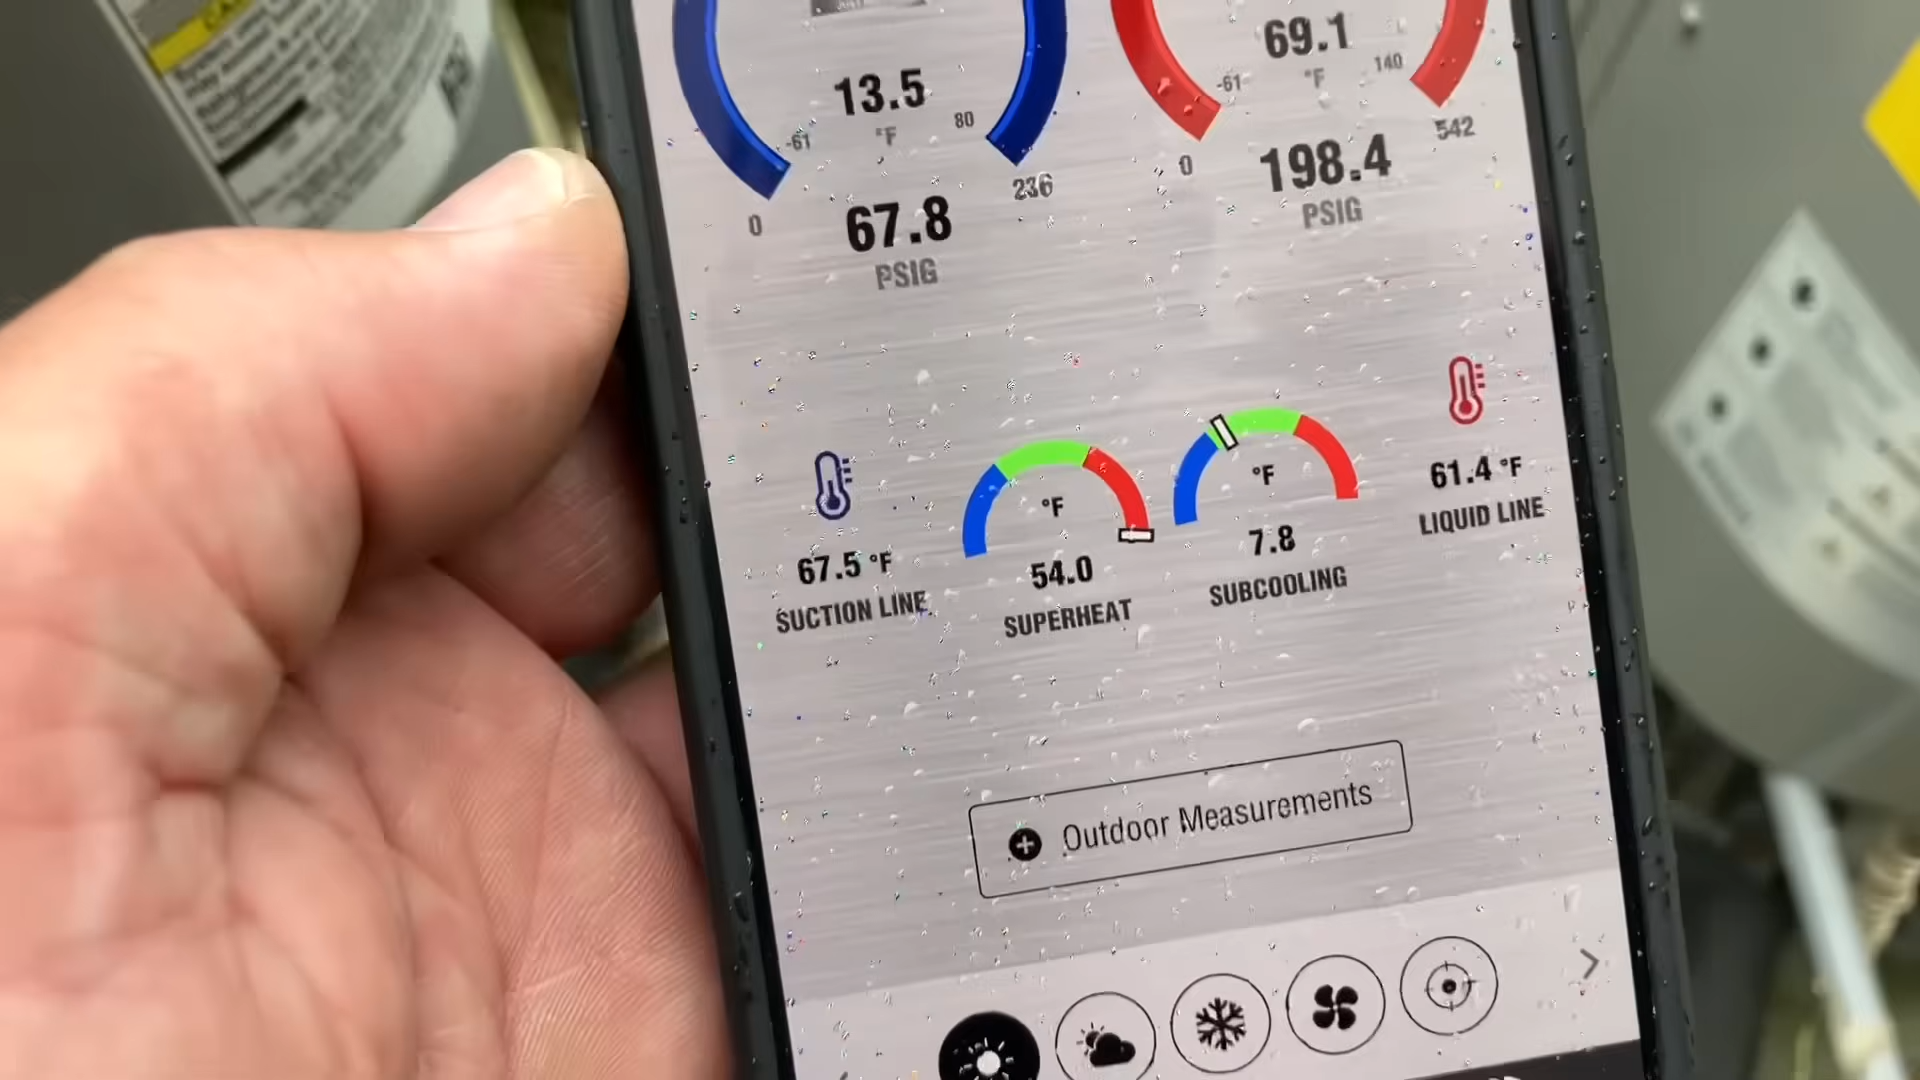 13.5
°F
-61
80
0
236
67.8
PSIG
69.1
°F
-61
140
0
542
198.4
PSIG
67.5 °F
SUCTION LINE
°F
54.0
SUPERHEAT
°F
7.8
SUBCOOLING
61.4 °F
LIQUID LINE
Outdoor Measurements